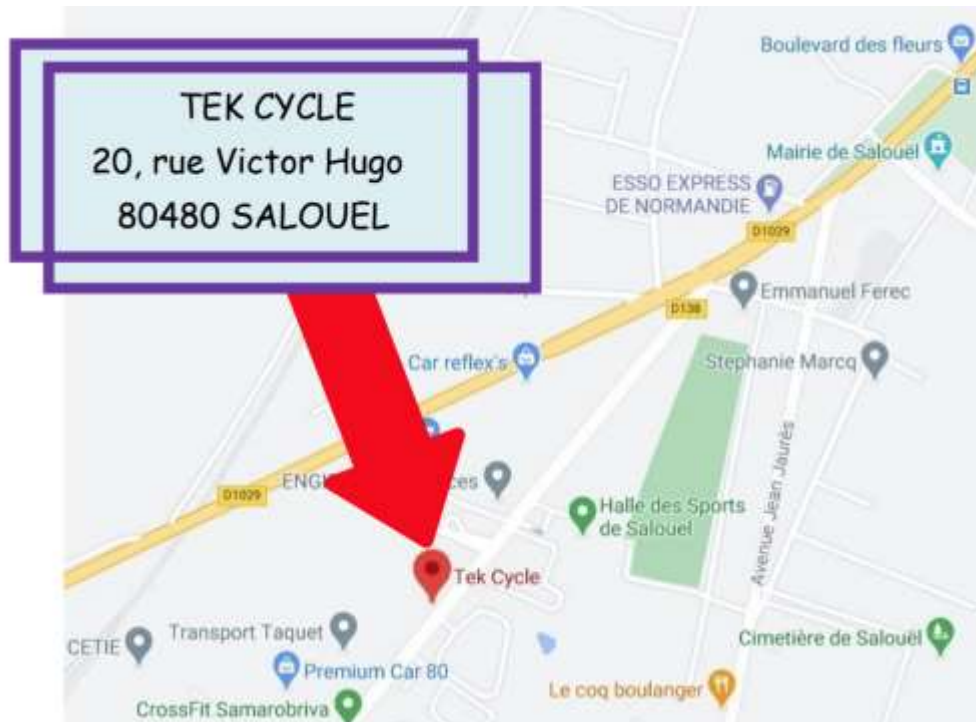 TEK CYCLE
20, rue Victor Hugo
80480 SALOUEL
Boulevard des fleurs
Mairie de Salouël
ESSO EXPRESS
DE NORMANDIE
D1029
Emmanuel Ferec
D138
Car reflex's
Stephanie Marcq
D1029
Halle des Sports
de Salouel
Avenue Jean Jaurès
Tek Cycle
CETIE
Transport Taquet
Premium Car 80
Cimetière de Salouël
Le coq boulanger
CrossFit Samarobriva